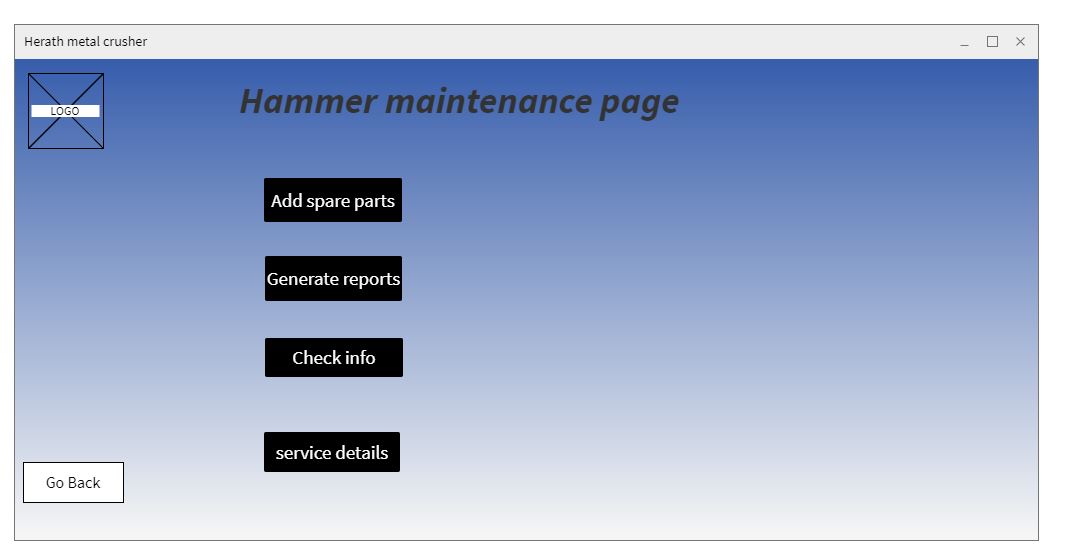 Herath metal crusher
LOGO
Hammer maintenance page
Add spare parts
Generate reports
Check info
service details
Go Back